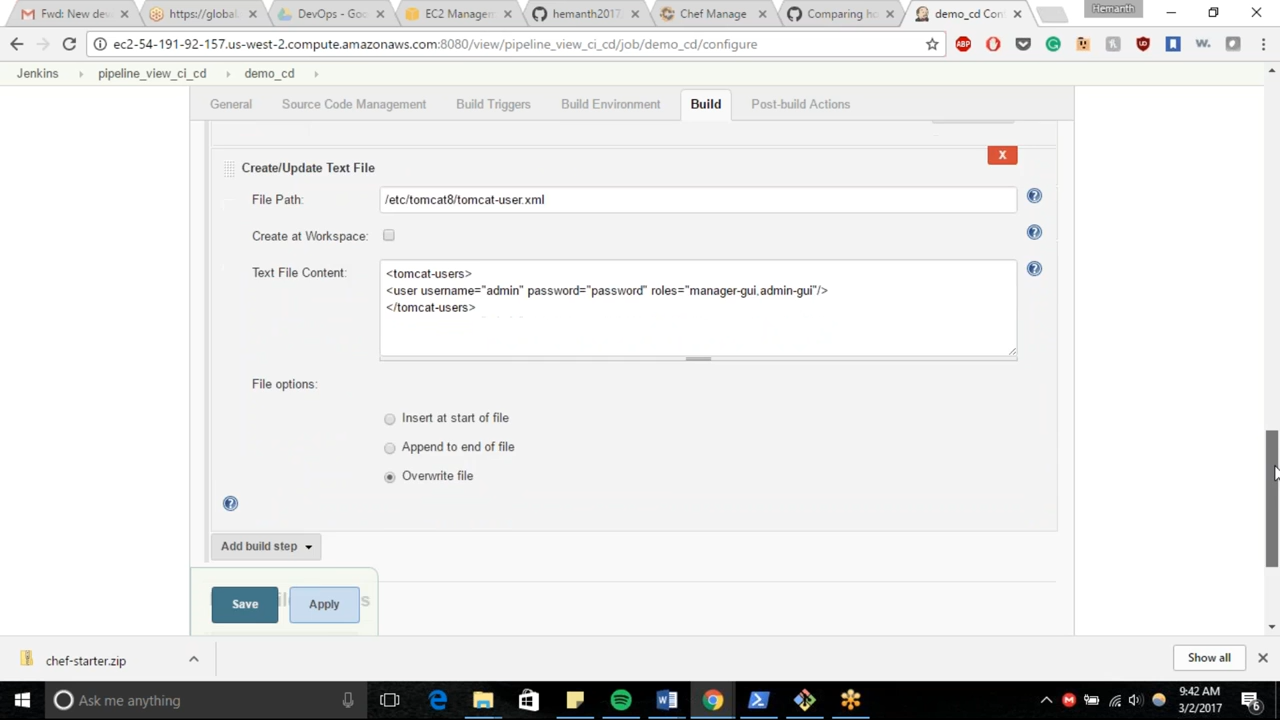 Fwd: New dev
https://global.
DevOps - Goo
EC2 Managem
hemanth2017
Chef Manage
Comparing ho
demo_cd Con
Hemanth
ec2-54-191-92-157.us-west-2.compute.amazonaws.com:8080/view/pipeline_view_ci_cd/job/demo_cd/configure
ABP
w.
Jenkins pipeline_view_ci_cd demo_cd
General Source Code Management Build Triggers Build Environment Build Post-build Actions
X
Create/Update Text File
File Path: /etc/tomcat8/tomcat-user.xml
Create at Workspace:
Text File Content: <tomcat-users>
<user username="admin" password="password" roles="manager-gui,admin-gui"/>
</tomcat-users>
File options:
Insert at start of file
Append to end of file
Overwrite file
Add build step
Save Apply
chef-starter.zip
Show all
Ask me anything
9:42 AM
3/2/2017
6